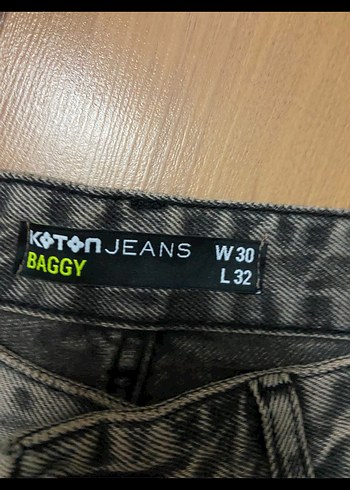 KOTON JEANS W 30
BAGGY L 32